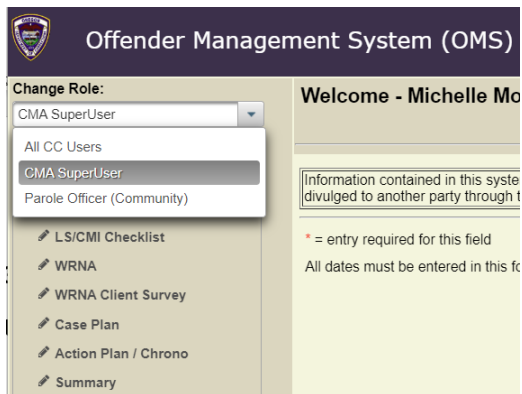 Offender Management System (OMS)
Change Role:
CMA SuperUser
All CC Users
CMA SuperUser
Parole Officer (Community)
LS/CMI Checklist
WRNA
WRNA Client Survey
Case Plan
Action Plan / Chrono
Summary
Welcome - Michelle Mo
Information contained in this syste
divulged to another party through t
* = entry required for this field
All dates must be entered in this fo